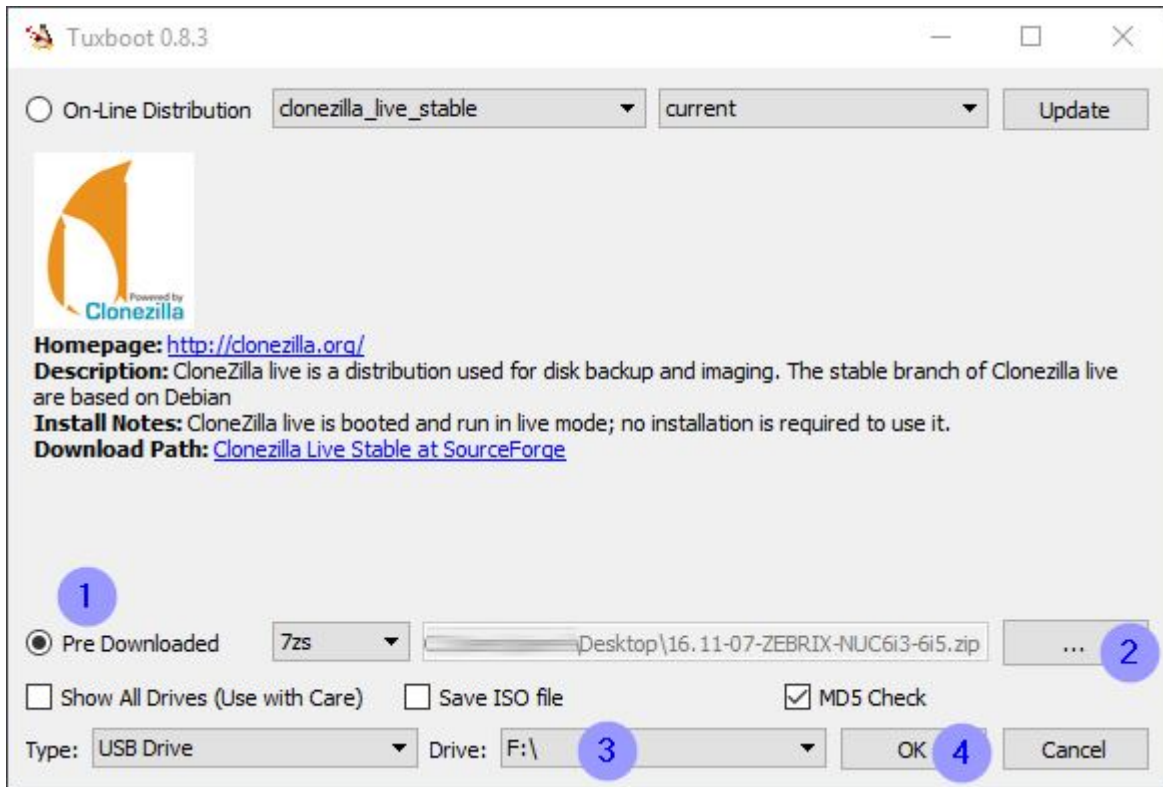 Tuxboot 0.8.3
On-Line Distribution clonezilla_live_stable current Update
Powered by
Clonezilla
Homepage: http://clonezilla.org/
Description: CloneZilla live is a distribution used for disk backup and imaging. The stable branch of Clonezilla live
are based on Debian
Install Notes: CloneZilla live is booted and run in live mode; no installation is required to use it.
Download Path: Clonezilla Live Stable at SourceForge
1
Pre Downloaded 7zs \Desktop\16.11-07-ZEBRIX-NUC6i3-6i5.zip ... 2
Show All Drives (Use with Care) Save ISO file MD5 Check
Type: USB Drive Drive: F:\ 3 OK 4 Cancel